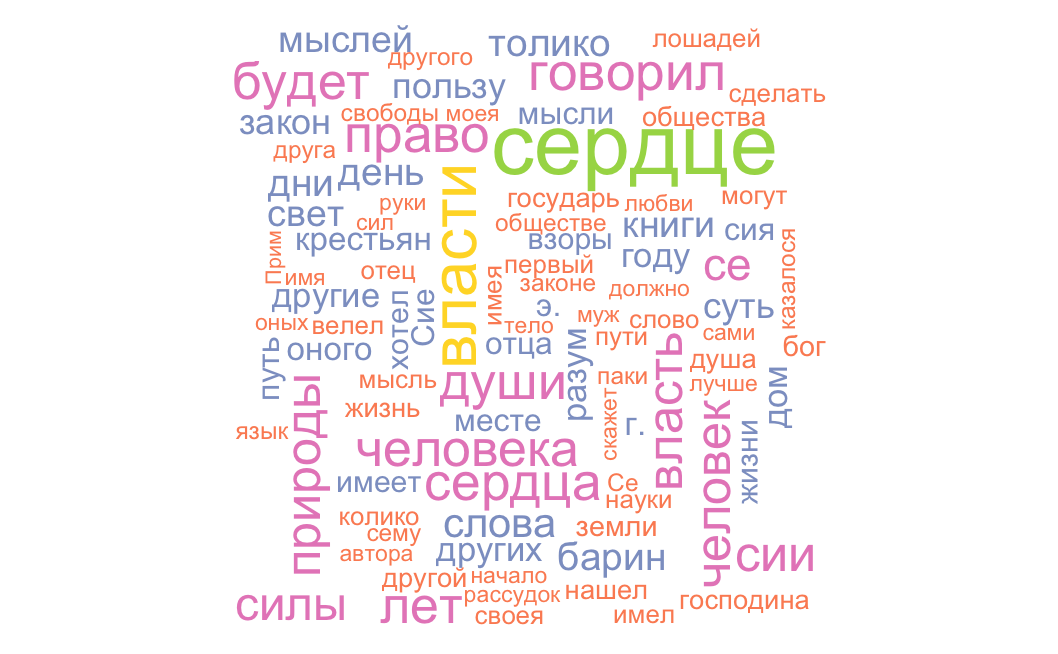 мыслей
толико
лошадей
другого
будет
пользу
говорил
сделать
закон
свободы
моея
мысли
общества
друга
право
сердце
дни
день
власти
государь
любви
могут
руки
свет
сил
обществе
книги
сия
крестьян
взоры
году
се
казалося
Прим
имя
отец
имея
первый
законе
должно
другие
хотел
Сие
э.
суть
оных
велел
тело
муж
слово
сами
путь
оного
отца
разум
пути
власть
душа
бог
мысль
души
паки
лучше
дом
жизнь
язык
природы
месте
скажет
г.
человек
жизни
человека
имеет
сердца
Се
науки
колико
сему
слова
земли
автора
других
барин
сии
другой
начало
рассудок
нашел
силы
лет
своея
имел
господина